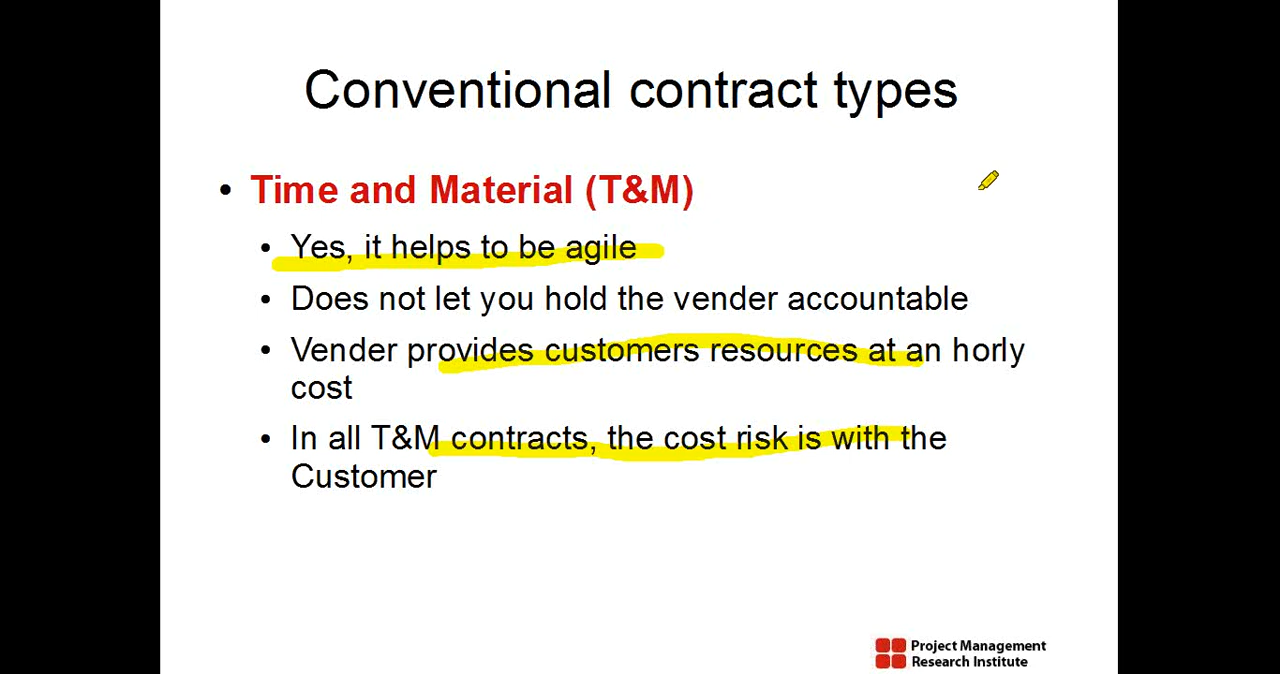 Conventional contract types
• Time and Material (T&M)
• Yes, it helps to be agile
• Does not let you hold the vender accountable
• Vender provides customers resources at an horly
cost
• In all T&M contracts, the cost risk is with the
Customer
Project Management
Research Institute